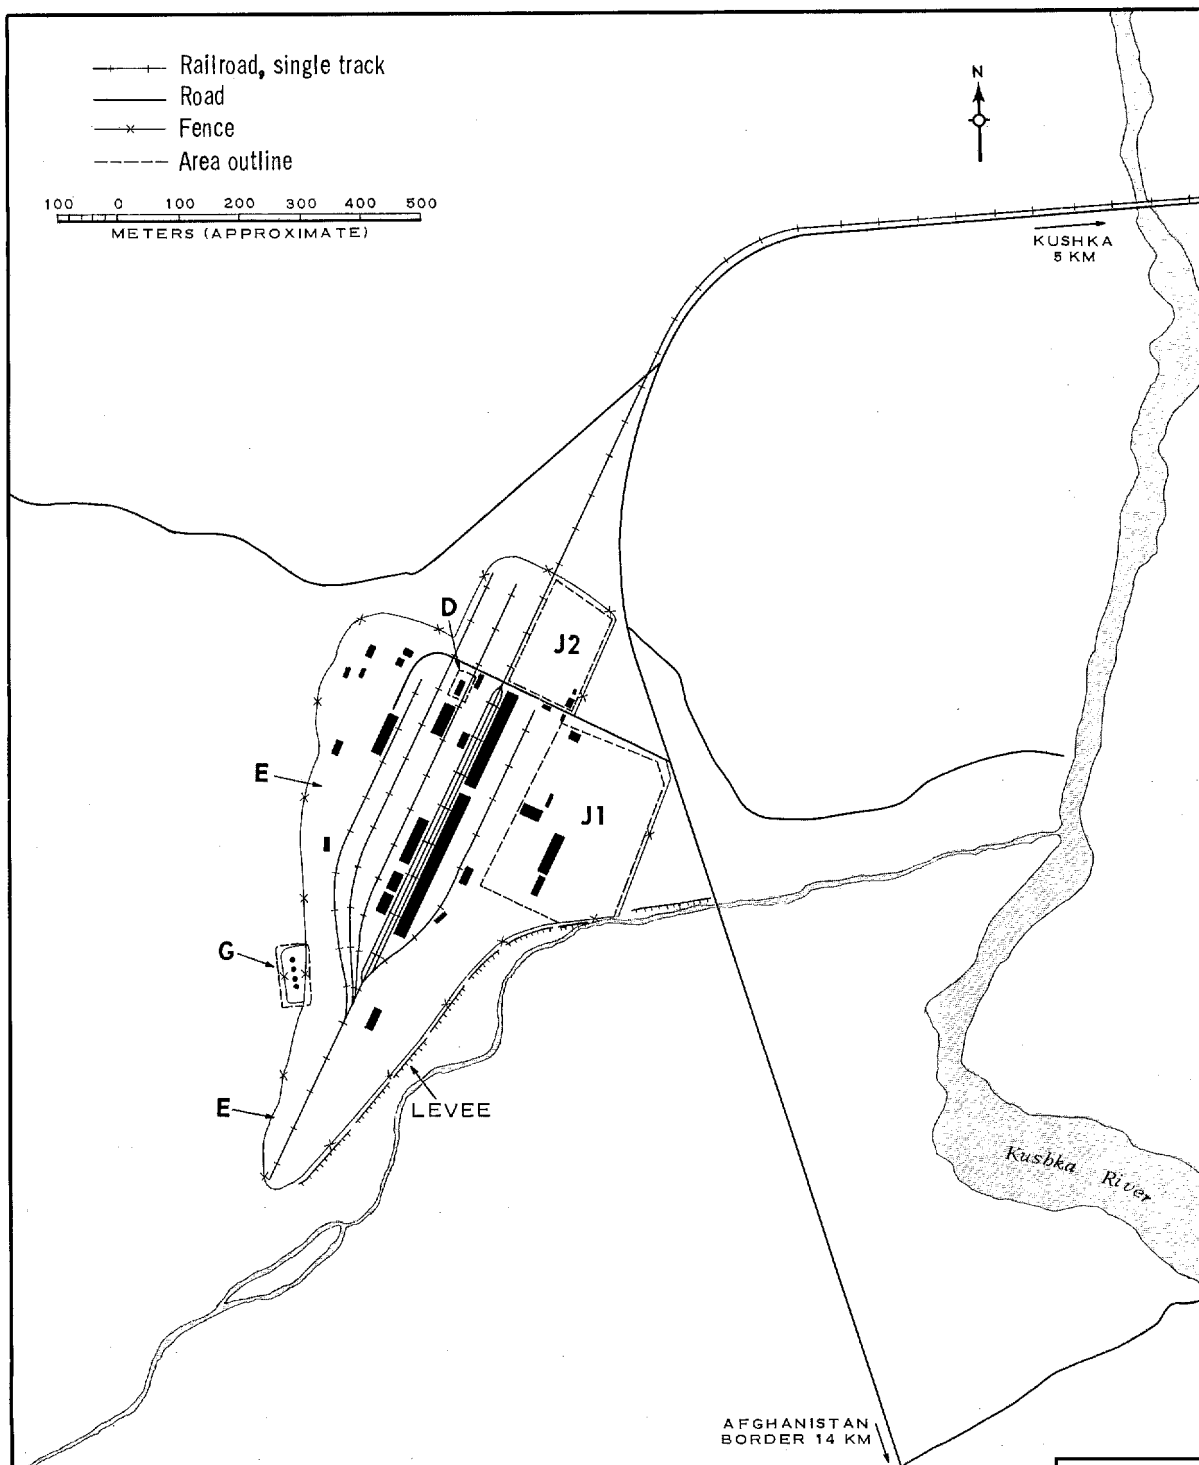 Railroad, single track
Road
Fence
Area outline
100 0 100 200 300 400 500
METERS (APPROXIMATE)
N
KUSHKA
5 KM
D
J2
E
J1
G
E
LEVEE
Kushka River
AFGHANISTAN
BORDER 14 KM